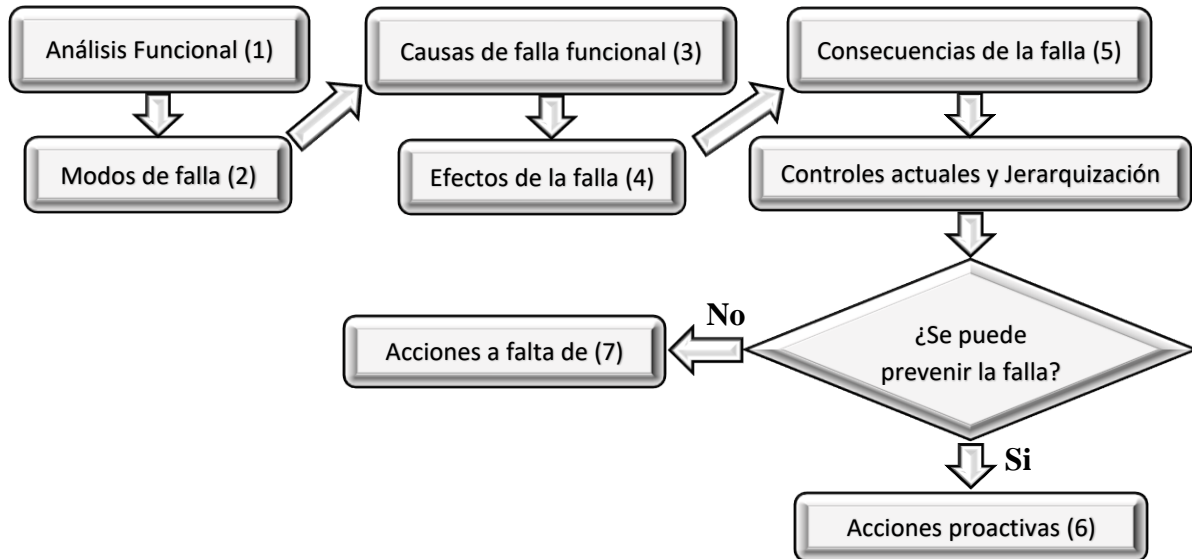 Análisis Funcional (1)
Modos de falla (2)
Causas de falla funcional (3)
Efectos de la falla (4)
Consecuencias de la falla (5)
Controles actuales y Jerarquización
¿Se puede
prevenir la falla?
No
Acciones a falta de (7)
Si
Acciones proactivas (6)